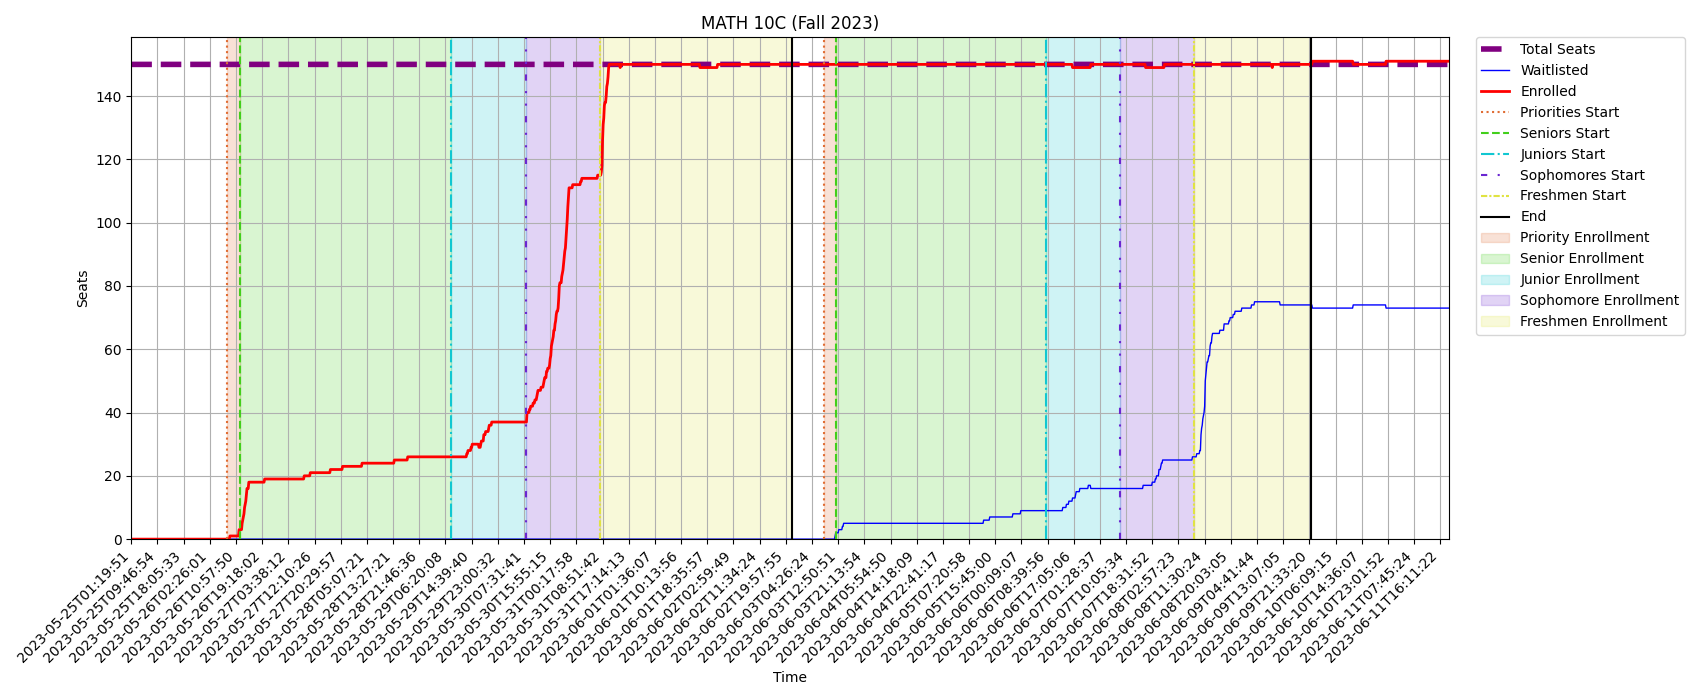 MATH 10C (Fall 2023)
Seats
140
120
100
80
60
40
20
0
2023-05-25T01:19:51
2023-05-25T09:46:54
2023-05-25T18:05:33
2023-05-26T02:26:01
2023-05-26T10:57:50
2023-05-26T19:18:02
2023-05-27T03:38:12
2023-05-27T12:10:26
2023-05-27T20:29:57
2023-05-28T05:07:21
2023-05-28T13:27:21
2023-05-28T21:46:36
2023-05-29T06:20:08
2023-05-29T14:39:40
2023-05-29T23:00:32
2023-05-30T07:31:41
2023-05-30T15:55:15
2023-05-31T00:17:58
2023-05-31T08:51:42
2023-05-31T17:14:13
2023-06-01T01:36:07
2023-06-01T10:13:56
2023-06-01T18:35:57
2023-06-02T02:59:49
2023-06-02T11:34:24
2023-06-02T19:57:55
2023-06-03T04:26:24
2023-06-03T12:50:51
2023-06-03T21:13:54
2023-06-04T05:54:50
2023-06-04T14:18:09
2023-06-04T22:41:17
2023-06-05T07:20:58
2023-06-05T15:45:00
2023-06-06T00:09:07
2023-06-06T08:39:56
2023-06-06T17:05:06
2023-06-07T01:28:37
2023-06-07T10:05:34
2023-06-07T18:31:52
2023-06-08T02:57:23
2023-06-08T11:30:24
2023-06-08T20:03:05
2023-06-09T04:41:44
2023-06-09T13:07:05
2023-06-09T21:33:20
2023-06-10T06:09:15
2023-06-10T14:36:07
2023-06-10T23:01:52
2023-06-11T07:45:24
2023-06-11T16:11:22
Time
Total Seats
Waitlisted
Enrolled
Priorities Start
Seniors Start
Juniors Start
Sophomores Start
Freshmen Start
End
Priority Enrollment
Senior Enrollment
Junior Enrollment
Sophomore Enrollment
Freshmen Enrollment